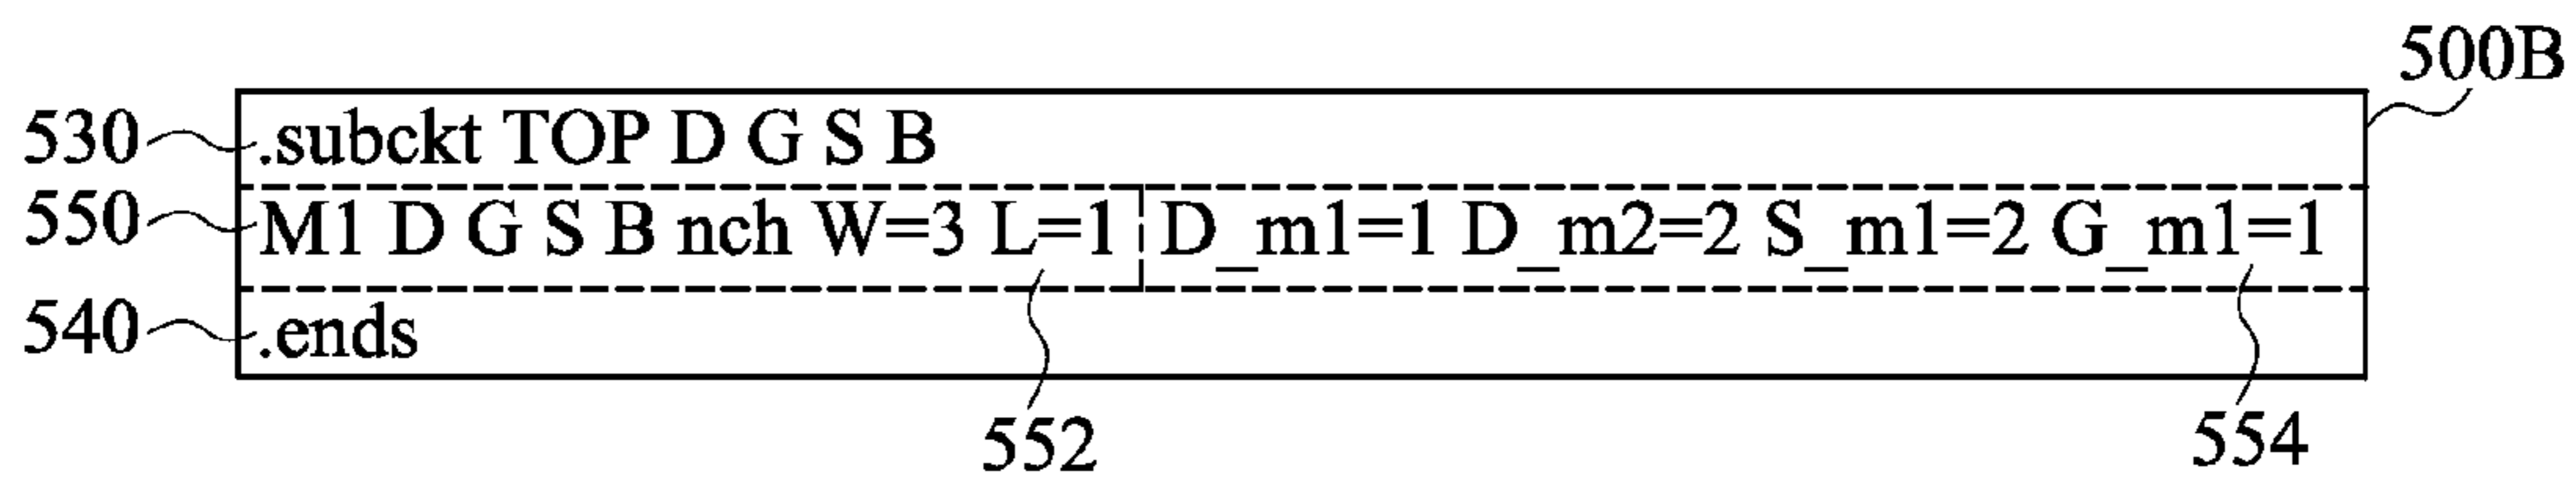 500B
530 .subckt TOP D G S B
550 M1 D G S B nch W=3 L=1 D_m1=1 D_m2=2 S_m1=2 G_m1=1
540 .ends
552 554